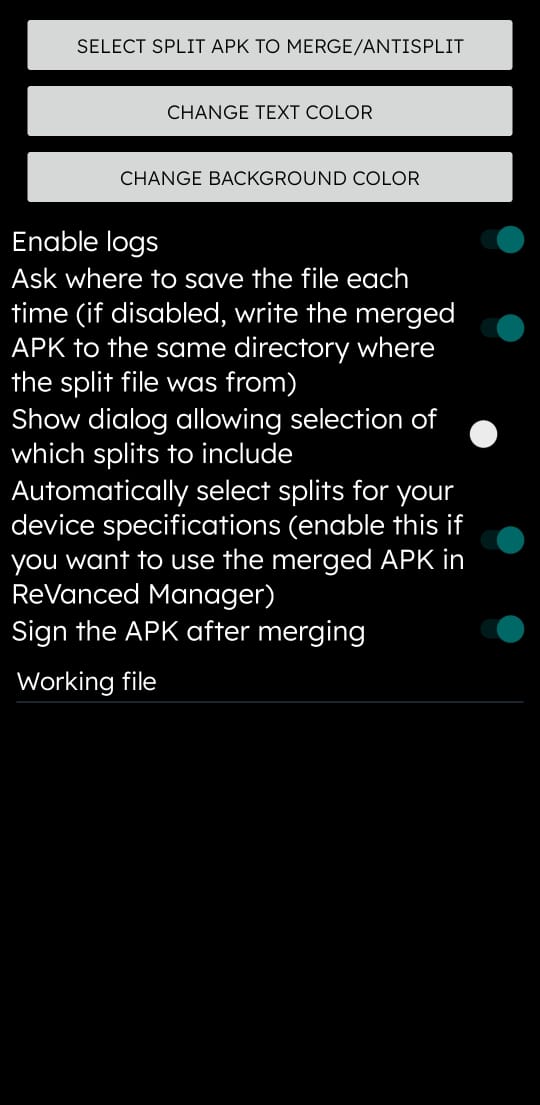 SELECT SPLIT APK TO MERGE/ANTISPLIT
CHANGE TEXT COLOR
CHANGE BACKGROUND COLOR
Enable logs
Ask where to save the file each
time (if disabled, write the merged
APK to the same directory where
the split file was from)
Show dialog allowing selection of
which splits to include
Automatically select splits for your
device specifications (enable this if
you want to use the merged APK in
ReVanced Manager)
Sign the APK after merging
Working file